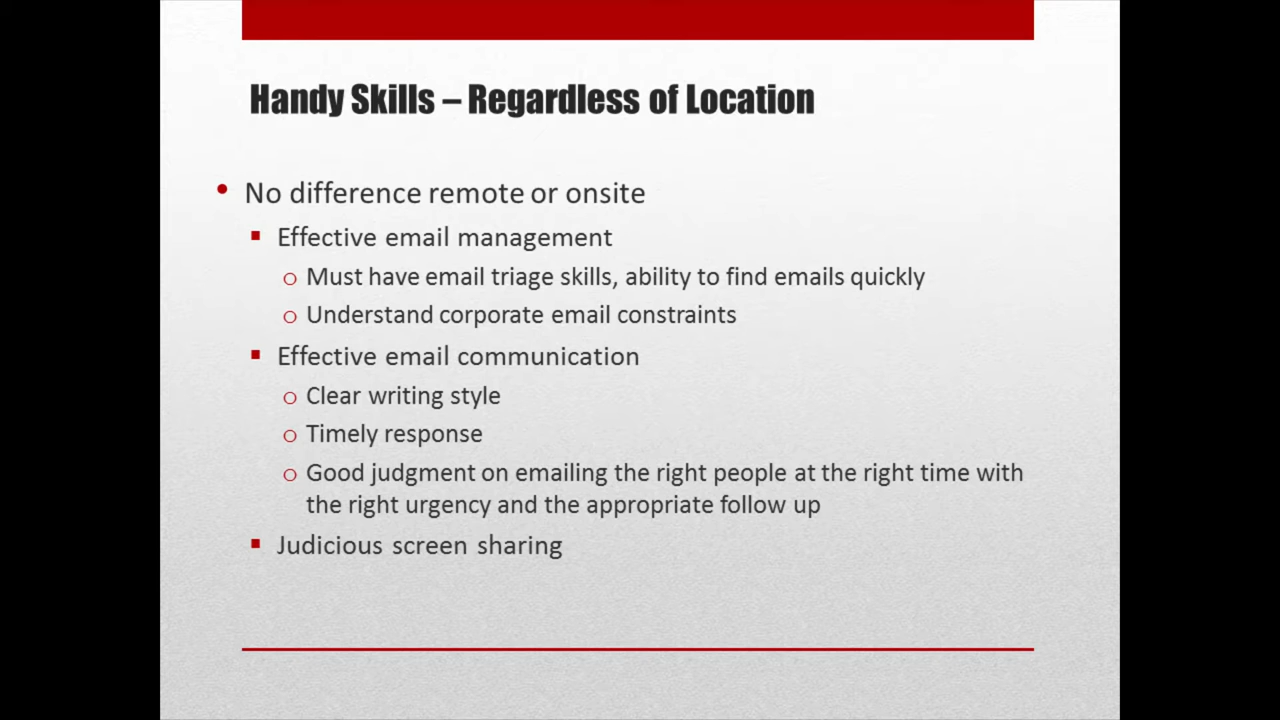 Handy Skills – Regardless of Location
• No difference remote or onsite
▪ Effective email management
o Must have email triage skills, ability to find emails quickly
o Understand corporate email constraints
▪ Effective email communication
o Clear writing style
o Timely response
o Good judgment on emailing the right people at the right time with
the right urgency and the appropriate follow up
▪ Judicious screen sharing